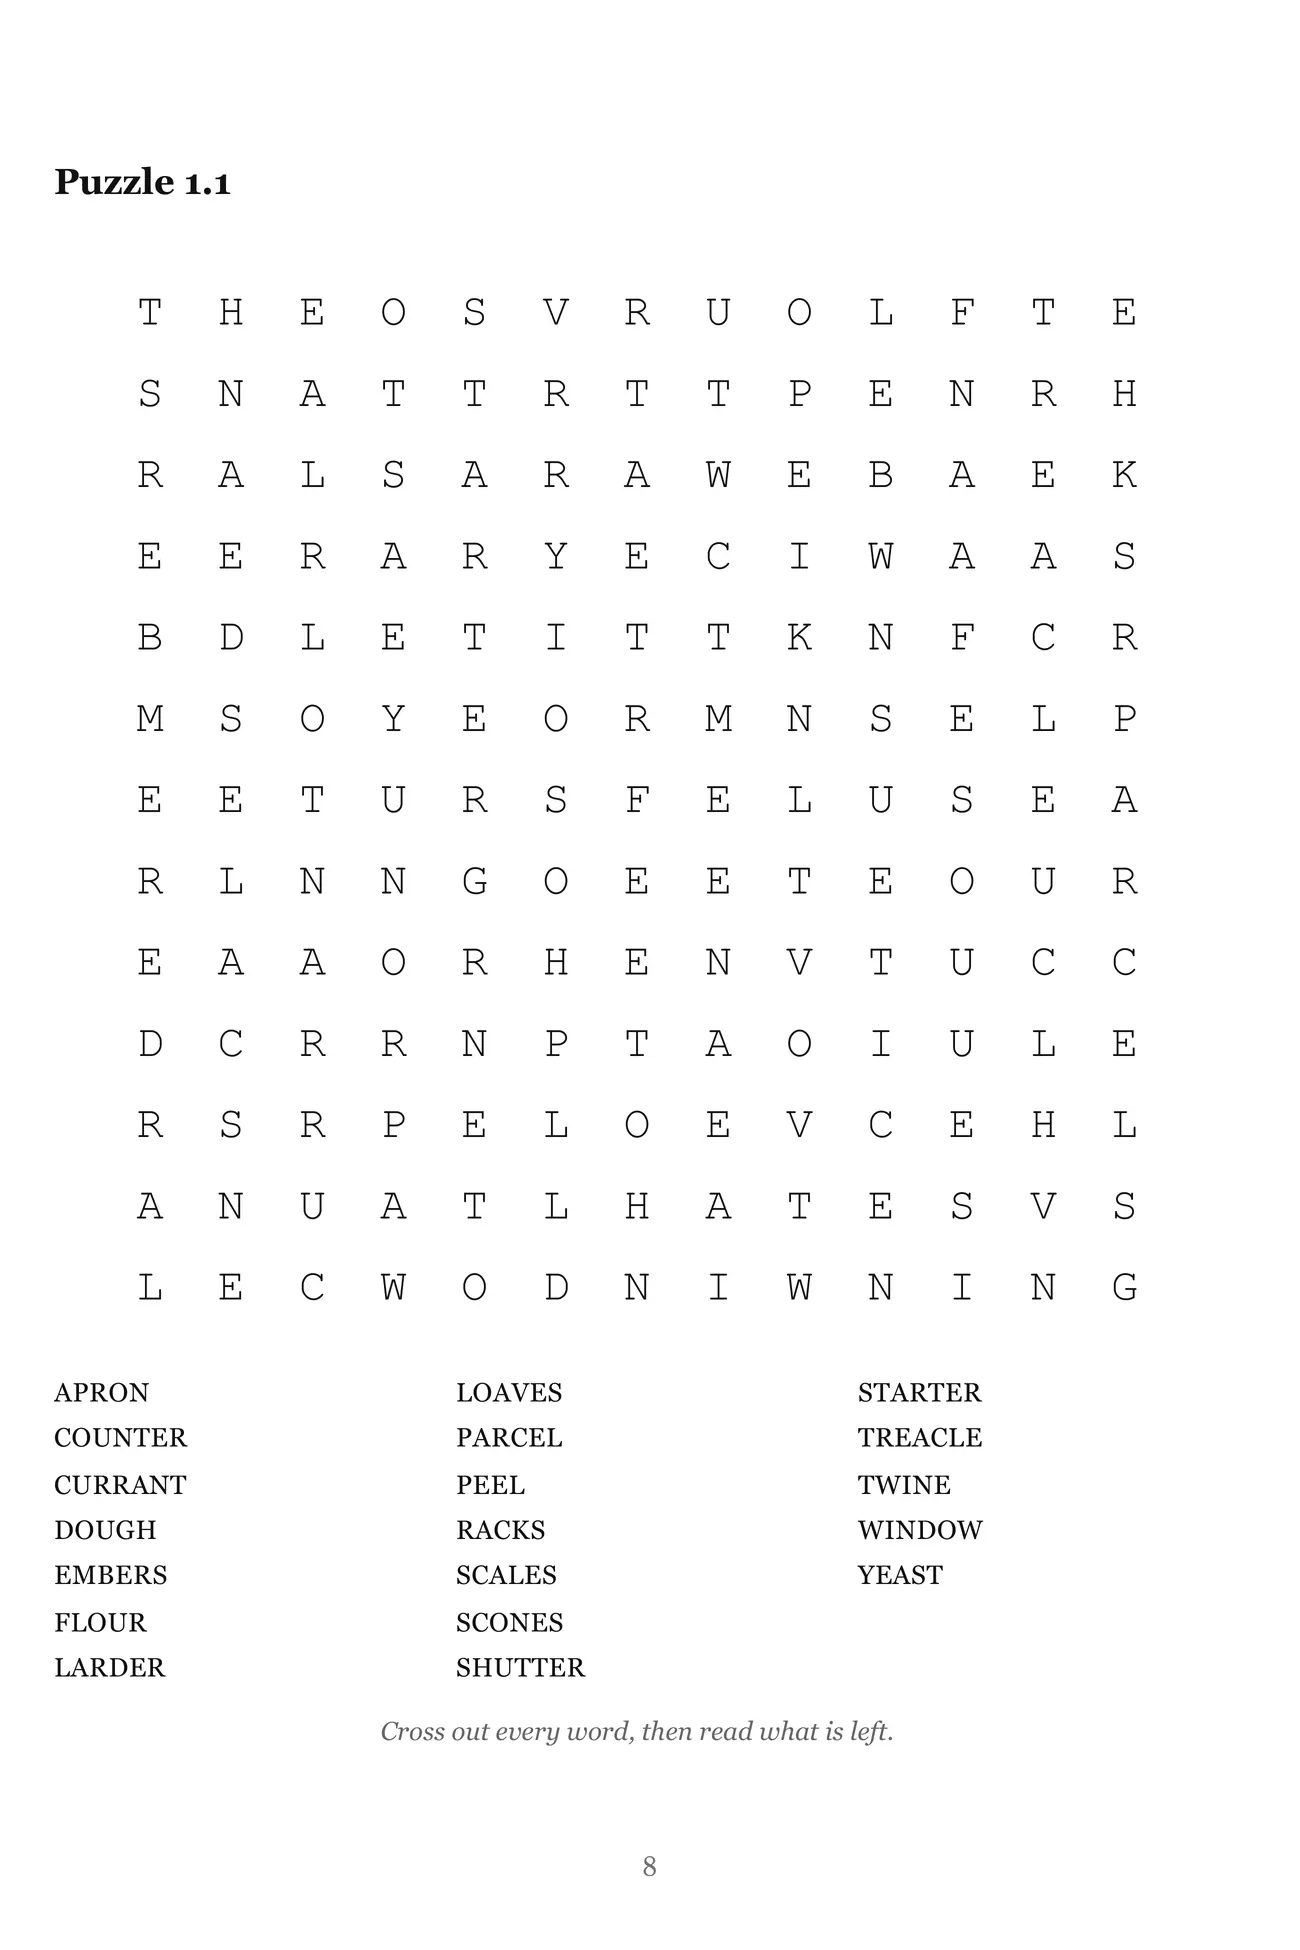 Puzzle 1.1
T H E O S V R U O L F T E
S N A T T R T T P E N R H
R A L S A R A W E B A E K
E E R A R Y E C I W A A S
B D L E T I T T K N F C R
M S O Y E O R M N S E L P
E E T U R S F E L U S E A
R L N N G O E E T E O U R
E A A O R H E N V T U C C
D C R R N P T A O I U L E
R S R P E L O E V C E H L
A N U A T L H A T E S V S
L E C W O D N I W N I N G
APRON LOAVES STARTER
COUNTER PARCEL TREACLE
CURRANT PEEL TWINE
DOUGH RACKS WINDOW
EMBERS SCALES YEAST
FLOUR SCONES
LARDER SHUTTER
Cross out every word, then read what is left.
8